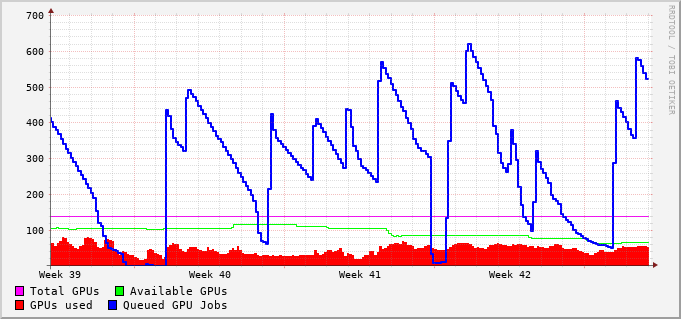 700
600
500
400
300
200
100
Week 39 Week 40 Week 41 Week 42
Total GPUs Available GPUs
GPUs used Queued GPU Jobs
RRDTOOL / TOBI OETIKER